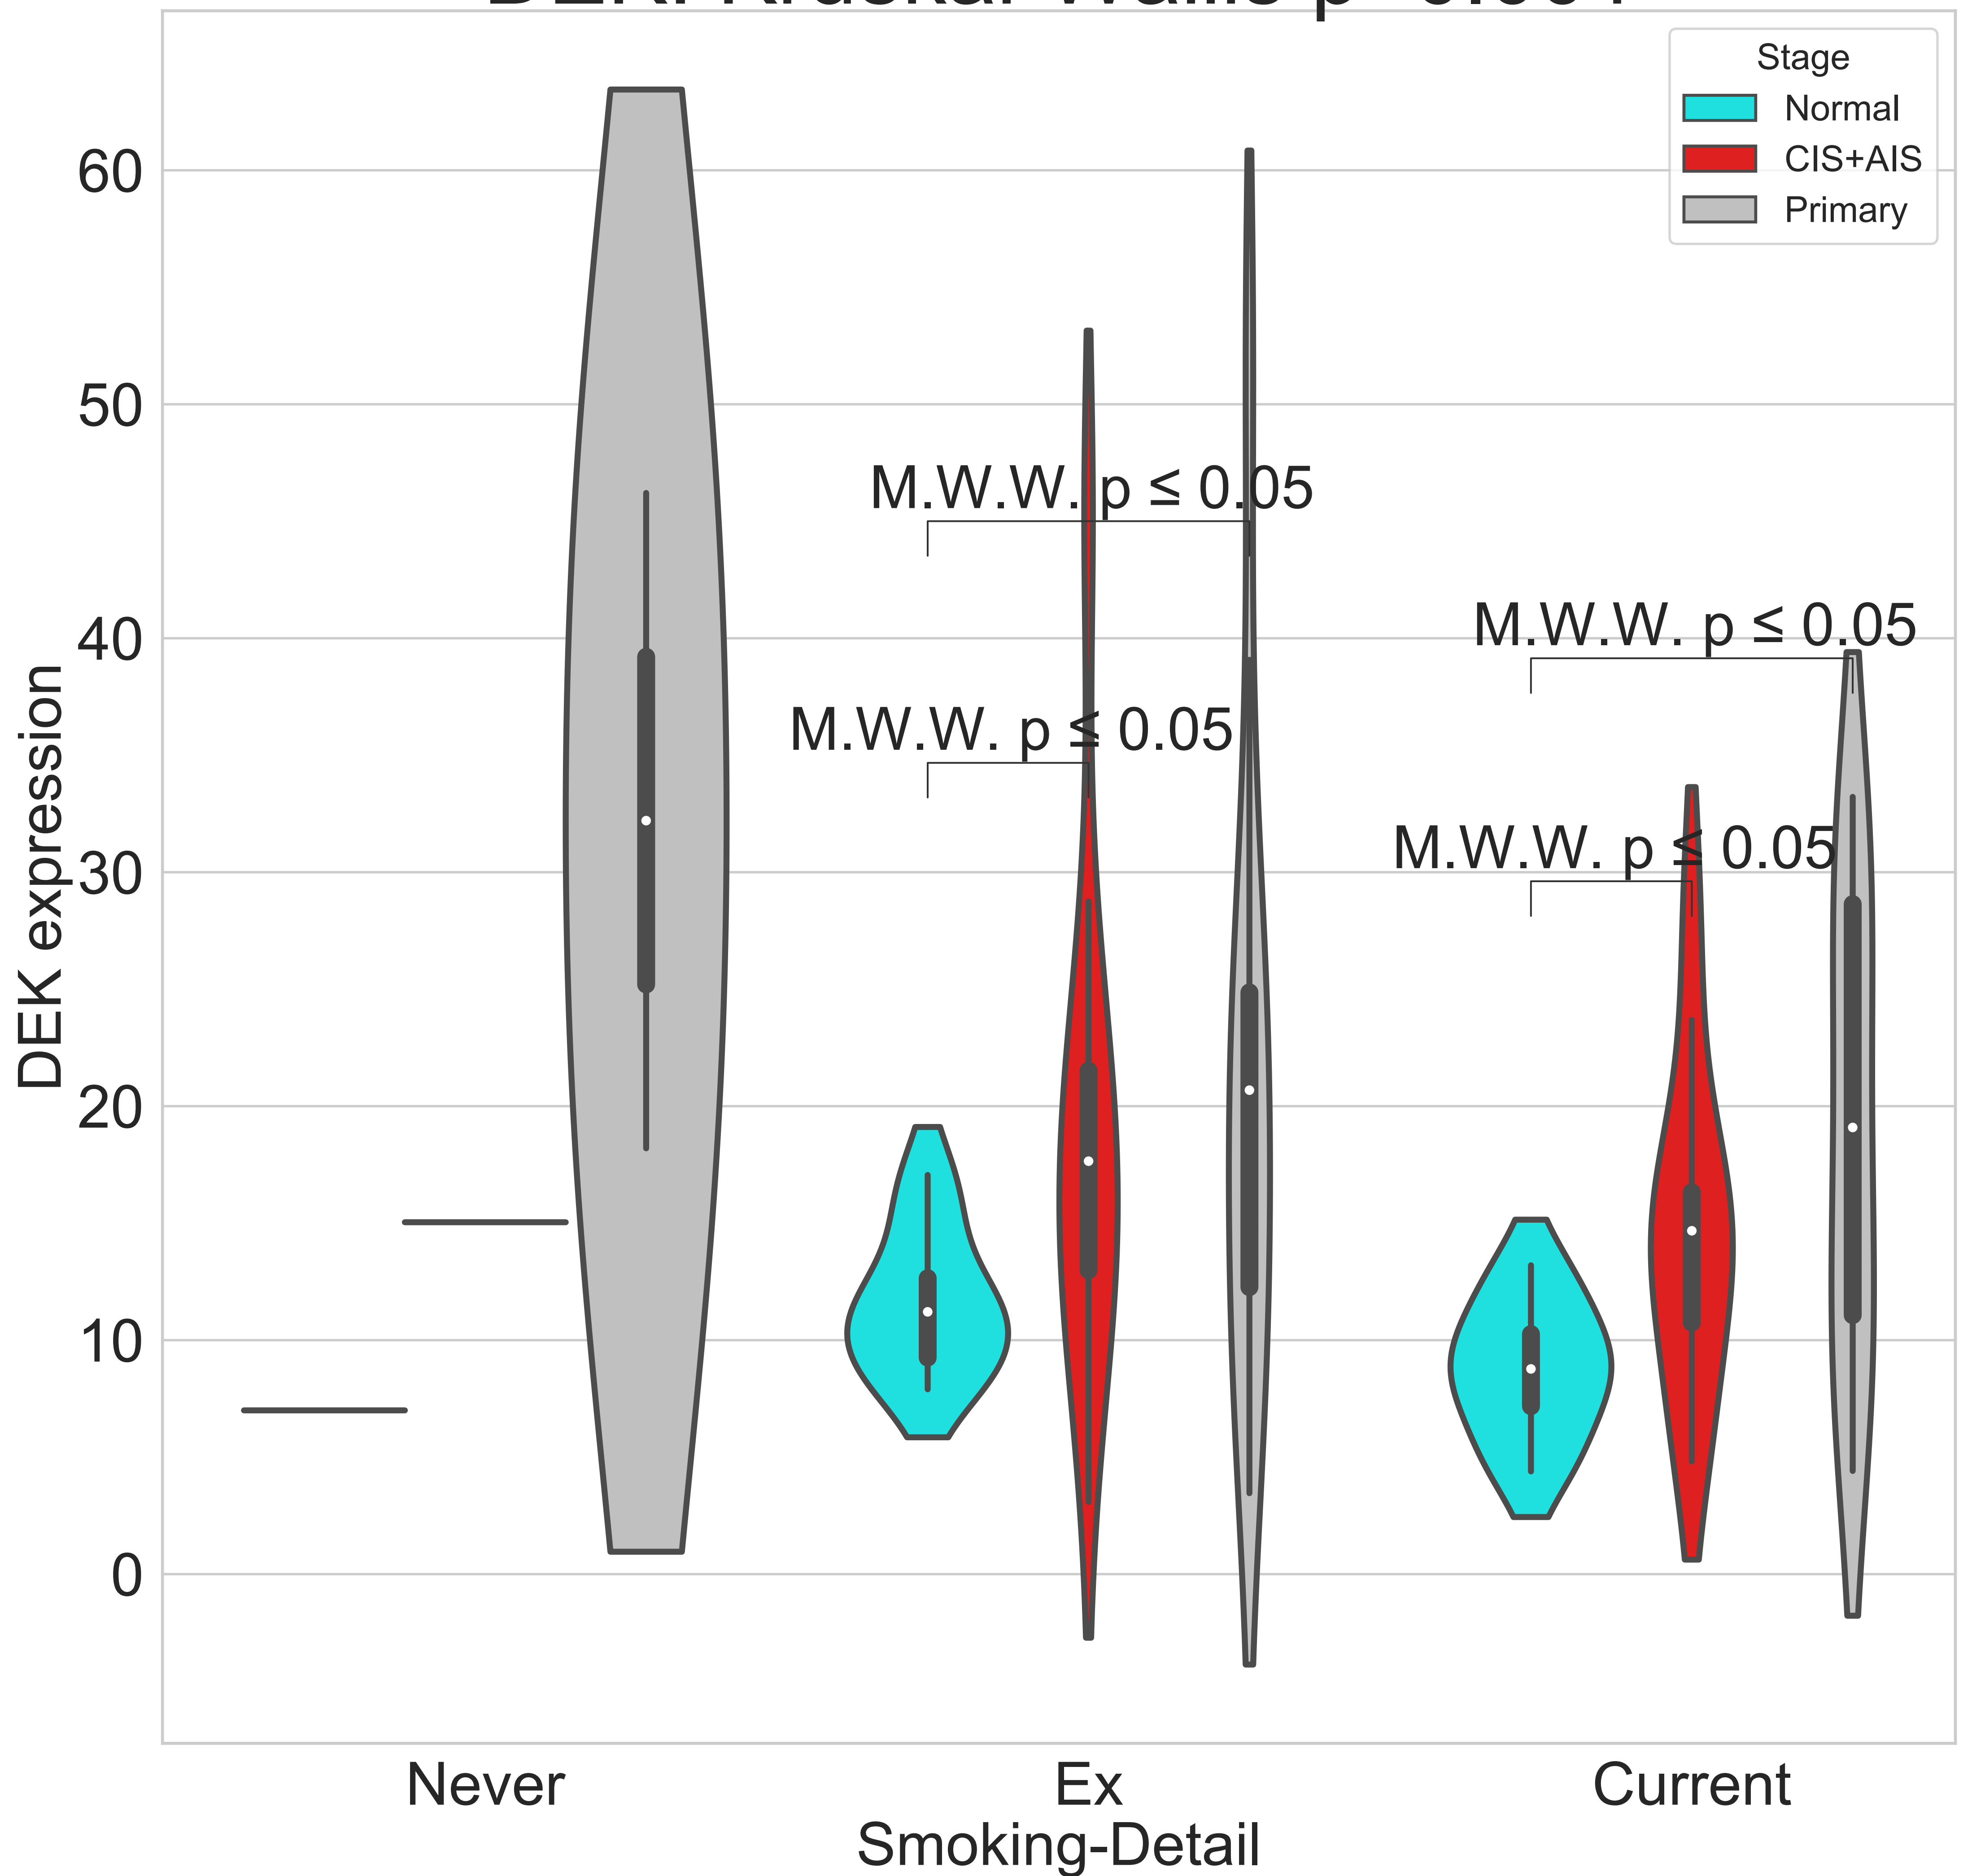 Stage
Normal
CIS+AIS
Primary
60
50
40
30
20
10
0
DEK expression
M.W.W. p ≤ 0.05
M.W.W. p ≤ 0.05
M.W.W. p ≤ 0.05
M.W.W. p ≤ 0.05
Never
Ex
Current
Smoking-Detail